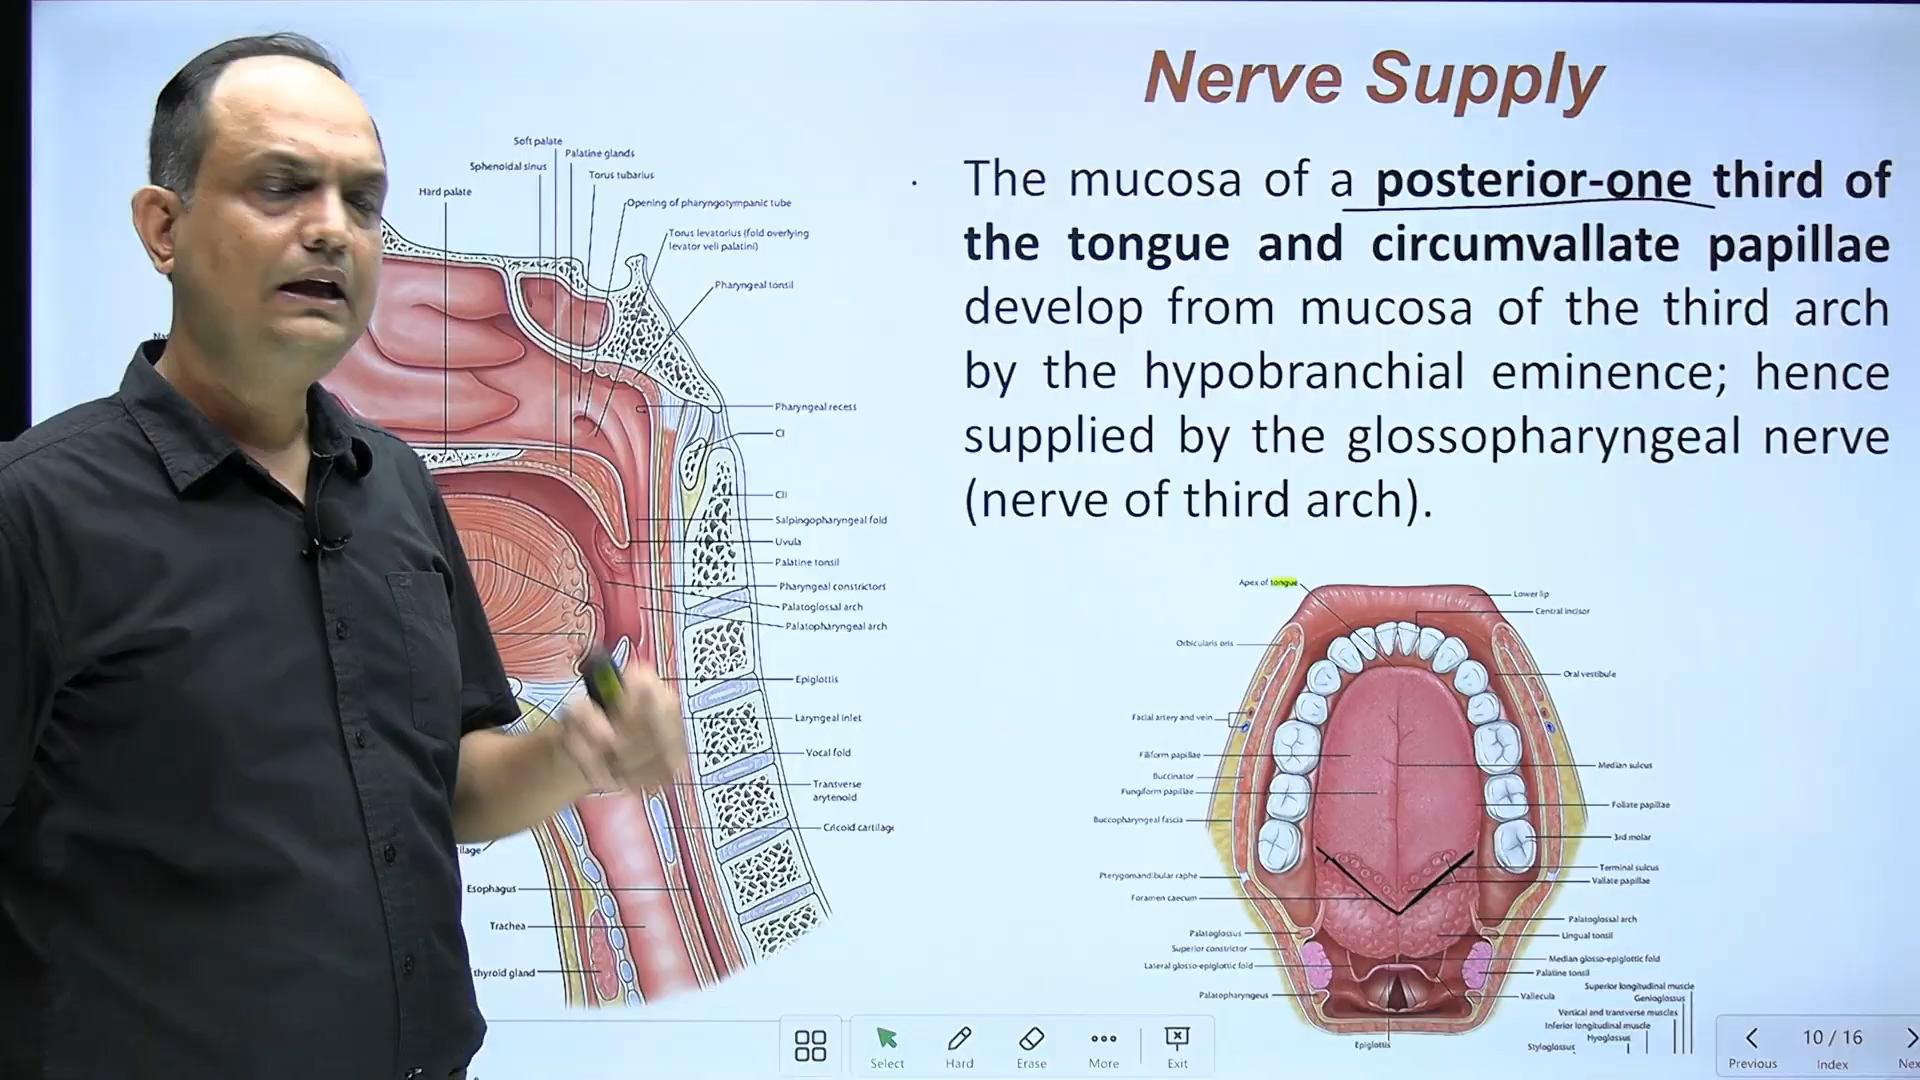 Nerve Supply
The mucosa of a posterior-one third of
the tongue and circumvallate papillae
develop from mucosa of the third arch
by the hypobranchial eminence; hence
supplied by the glossopharyngeal nerve
(nerve of third arch).
Soft palate
Palatine glands
Sphenoidal sinus
Torus tubarius
Hard palate
Opening of pharyngotympanic tube
Torus levatorius (fold overlying
levator veli palatini)
Pharyngeal tonsil
Pharyngeal recess
CI
CII
Salpingopharyngeal fold
Uvula
Palatine tonsil
Pharyngeal constrictors
Palatoglossal arch
Palatopharyngeal arch
Epiglottis
Laryngeal inlet
Vocal fold
Transverse
arytenoid
Cricoid cartilage
Esophagus
Trachea
thyroid gland
Apex of tongue
Lower lip
Central incisor
Orbicularis oris
Oral vestibule
Facial artery and vein
Filiform papillae
Median sulcus
Buccinator
Fungiform papillae
Foliate papillae
Buccopharyngeal fascia
3rd molar
Terminal sulcus
Pterygomandibular raphe
Vallate papillae
Foramen caecum
Palatoglossal arch
Palatoglossus
Lingual tonsil
Superior constrictor
Median glosso-epiglottic fold
Lateral glosso-epiglottic fold
Palatine tonsil
Superior longitudinal muscle
Palatopharyngeus
Vallecula
Genioglossus
Vertical and transverse muscles
Inferior longitudinal muscle
Hyoglossus
Styloglossus
Epiglottis
Select
Hard
Erase
More
Exit
Previous
10 / 16
Index